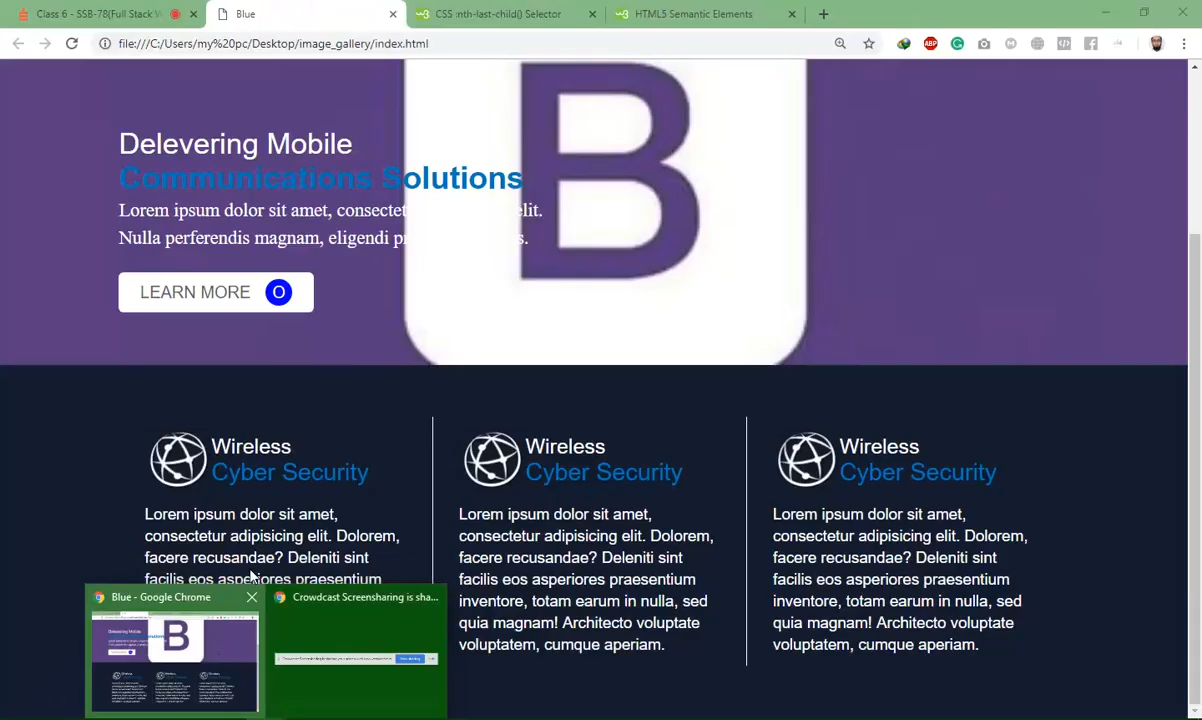 Class 6 - SSB-78(Full Stack W
Blue
CSS :nth-last-child() Selector
HTML5 Semantic Elements
file:///C:/Users/my%20pc/Desktop/image_gallery/index.html
ABP
B
Delevering Mobile
Communications Solutions
Lorem ipsum dolor sit amet, consectet elit.
Nulla perferendis magnam, eligendi
LEARN MORE O
Wireless
Cyber Security
Lorem ipsum dolor sit amet,
consectetur adipisicing elit. Dolorem,
facere recusandae? Deleniti sint
facilis eos asperiores praesentium
Wireless
Cyber Security
Lorem ipsum dolor sit amet,
consectetur adipisicing elit. Dolorem,
facere recusandae? Deleniti sint
facilis eos asperiores praesentium
inventore, totam earum in nulla, sed
quia magnam! Architecto voluptate
voluptatem, cumque aperiam.
Wireless
Cyber Security
Lorem ipsum dolor sit amet,
consectetur adipisicing elit. Dolorem,
facere recusandae? Deleniti sint
facilis eos asperiores praesentium
inventore, totam earum in nulla, sed
quia magnam! Architecto voluptate
voluptatem, cumque aperiam.
Blue - Google Chrome
Crowdcast Screensharing is sha...